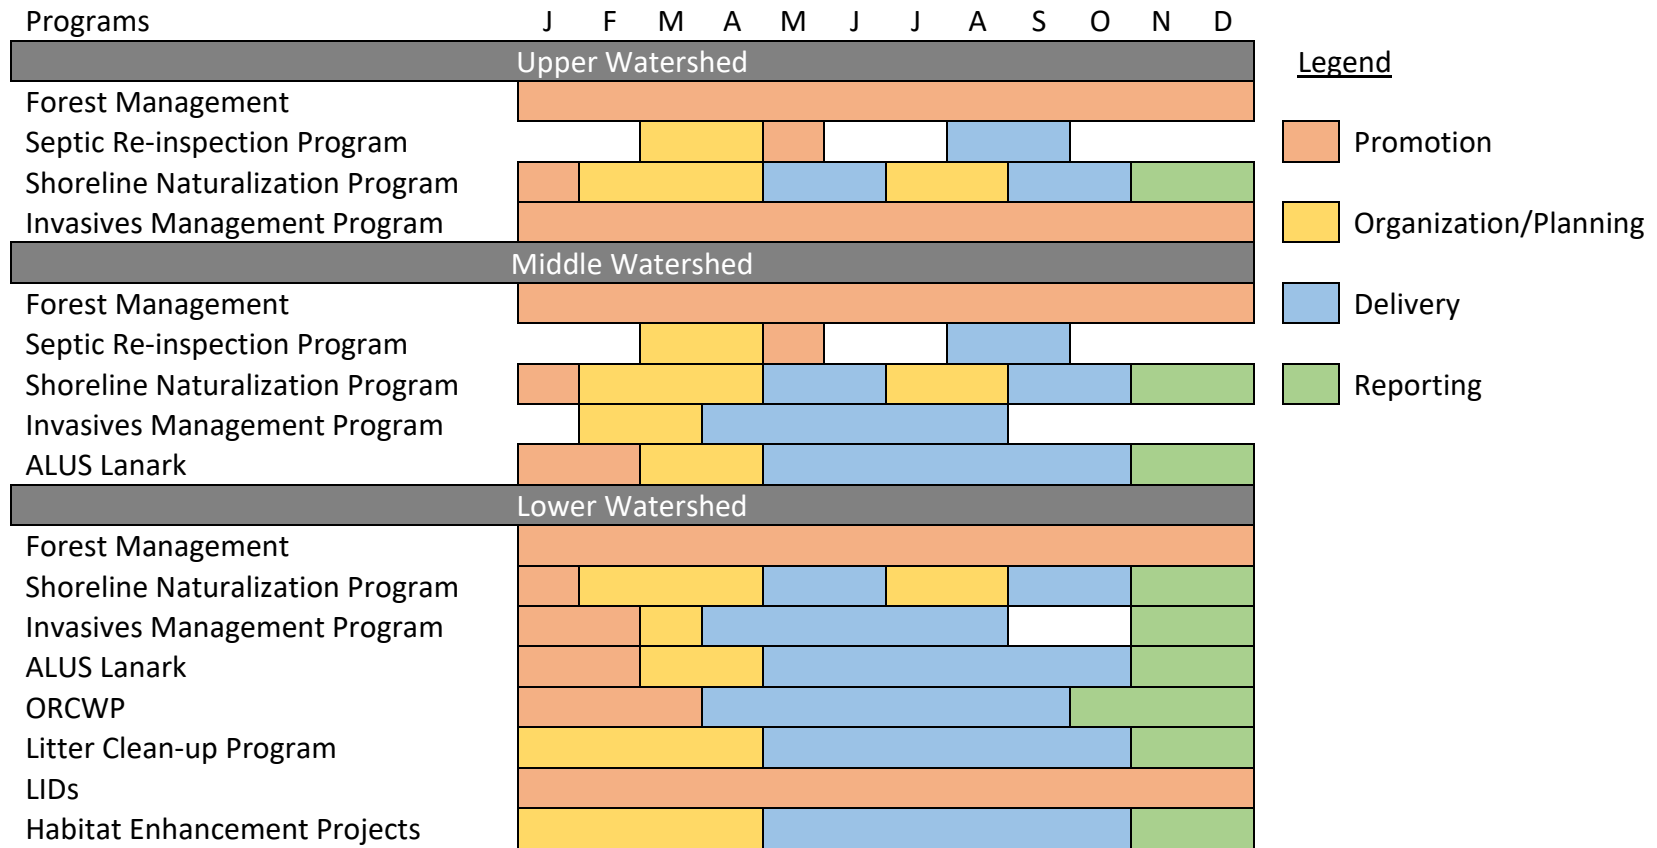 Programs J F M A M J J A S O N D
Upper Watershed
Legend
Forest Management
Septic Re-inspection Program
Promotion
Shoreline Naturalization Program
Invasives Management Program
Organization/Planning
Middle Watershed
Forest Management
Delivery
Septic Re-inspection Program
Shoreline Naturalization Program
Reporting
Invasives Management Program
ALUS Lanark
Lower Watershed
Forest Management
Shoreline Naturalization Program
Invasives Management Program
ALUS Lanark
ORCWP
Litter Clean-up Program
LIDs
Habitat Enhancement Projects